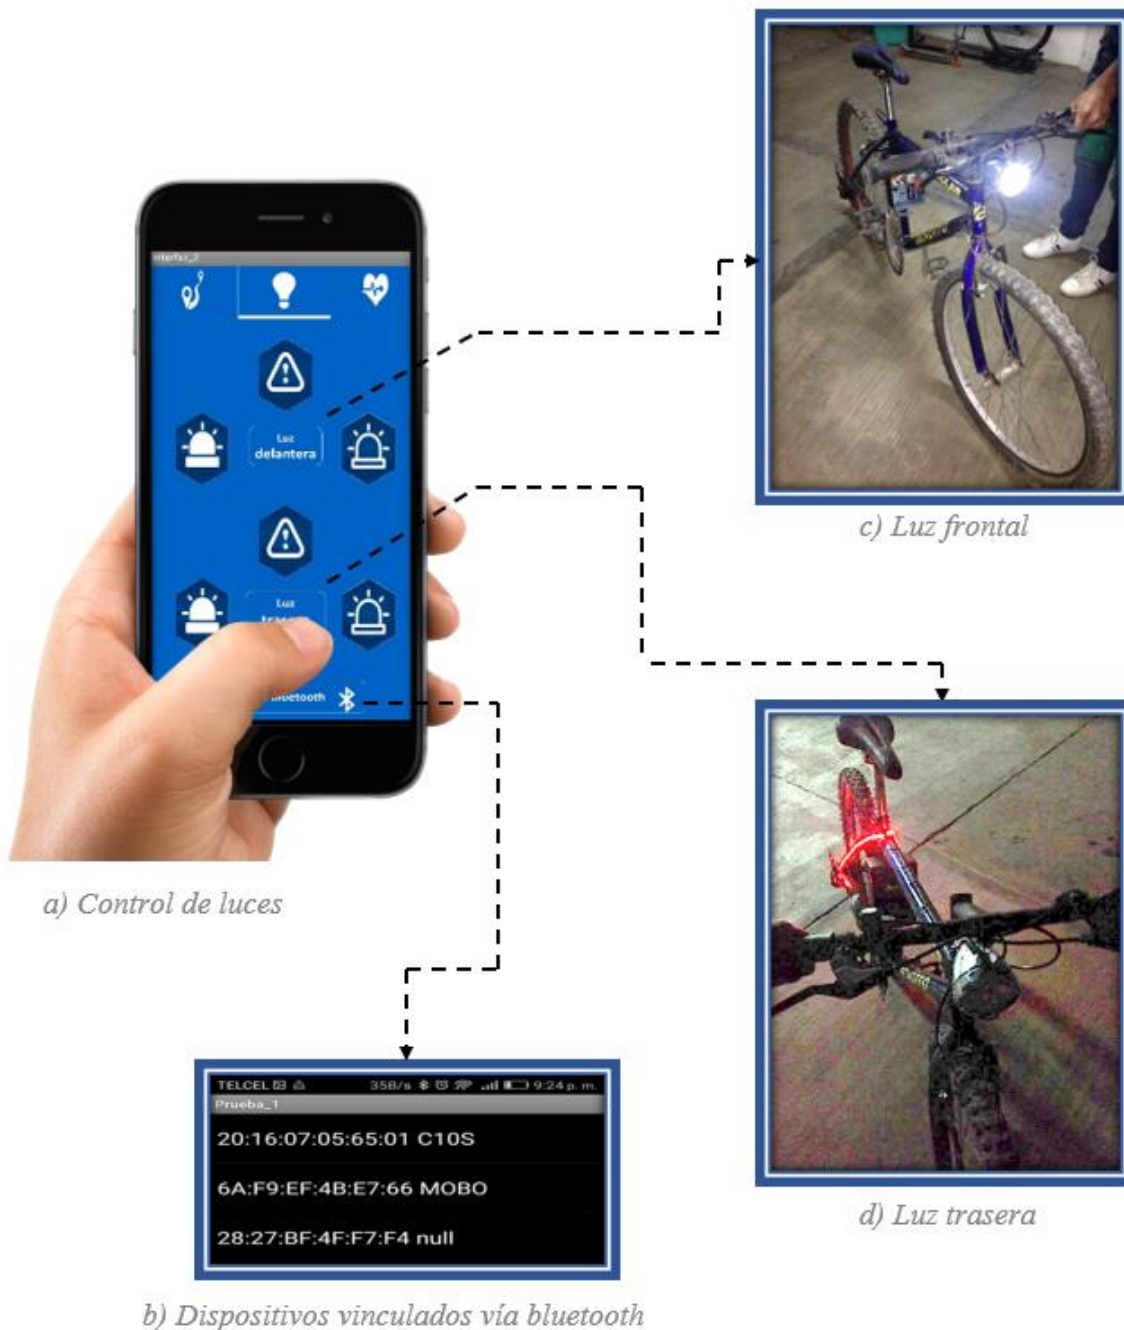 Luz
delantera
Luz
bluetooth
a) Control de luces
c) Luz frontal
d) Luz trasera
TELCEL 35B/s 9:24 p. m.
Prueba_1
20:16:07:05:65:01 C10S
6A:F9:EF:4B:E7:66 MOBO
28:27:BF:4F:F7:F4 null
b) Dispositivos vinculados vía bluetooth